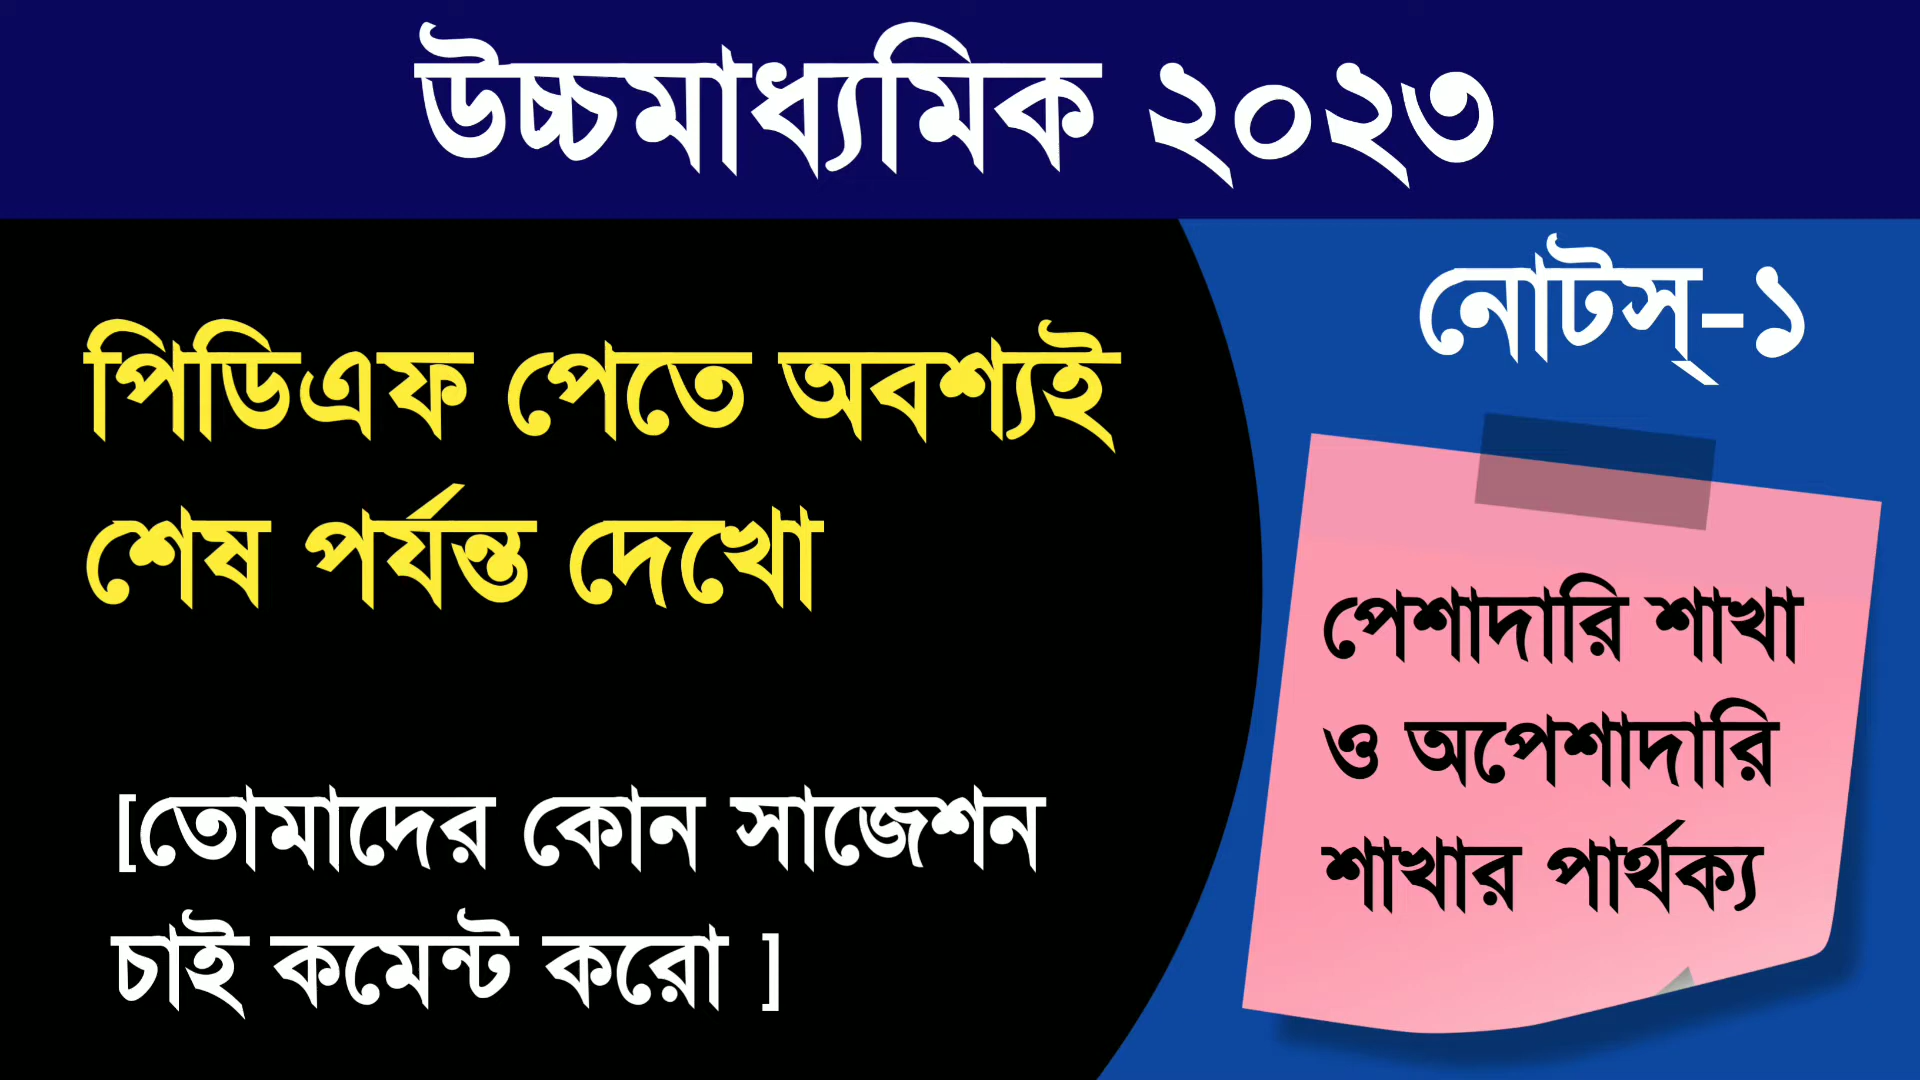 উচ্চমাধ্যমিক ২০২৩
নোটস্-১
পিডিএফ পেতে অবশ্যই
শেষ পর্যন্ত দেখো
[তোমাদের কোন সাজেশন
চাই কমেন্ট করো ]
পেশাদারি শাখা
ও অপেশাদারি
শাখার পার্থক্য